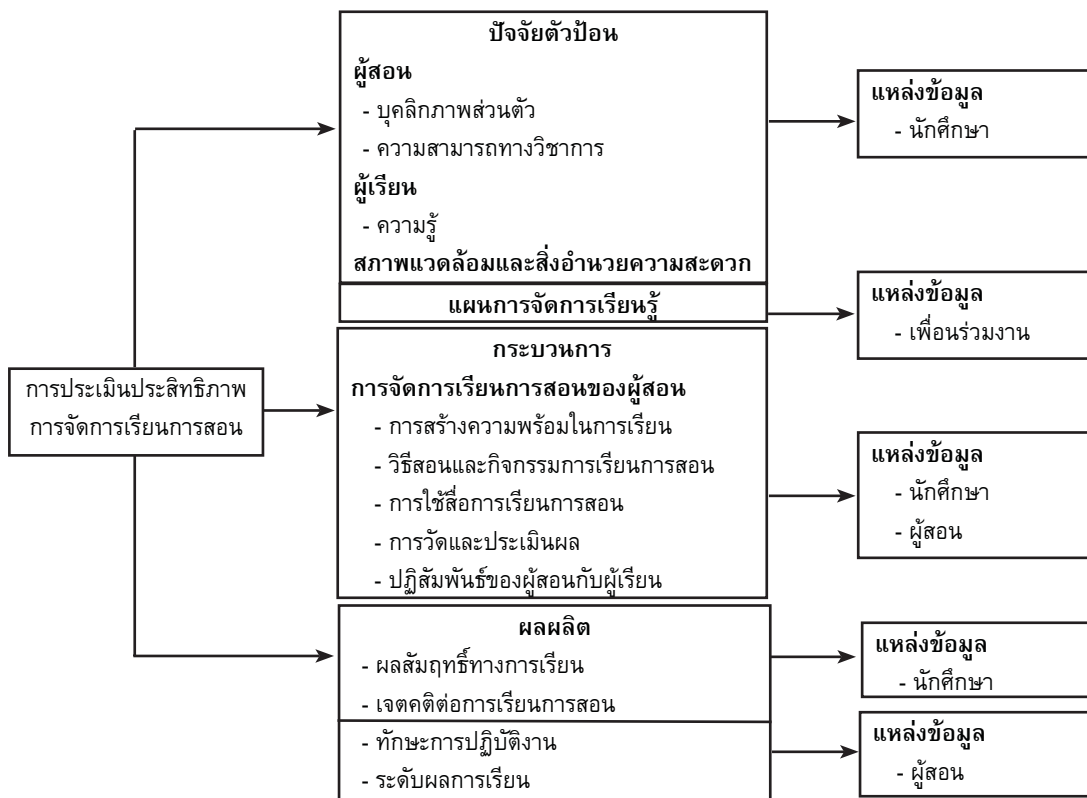 การประเมินประสิทธิภาพ
การจัดการเรียนการสอน
ปัจจัยตัวป้อน
ผู้สอน
- บุคลิกภาพส่วนตัว
- ความสามารถทางวิชาการ
ผู้เรียน
- ความรู้
สภาพแวดล้อมและสิ่งอำนวยความสะดวก
แหล่งข้อมูล
- นักศึกษา
แผนการจัดการเรียนรู้
แหล่งข้อมูล
- เพื่อนร่วมงาน
กระบวนการ
การจัดการเรียนการสอนของผู้สอน
- การสร้างความพร้อมในการเรียน
- วิธีสอนและกิจกรรมการเรียนการสอน
- การใช้สื่อการเรียนการสอน
- การวัดและประเมินผล
- ปฏิสัมพันธ์ของผู้สอนกับผู้เรียน
แหล่งข้อมูล
- นักศึกษา
- ผู้สอน
ผลผลิต
- ผลสัมฤทธิ์ทางการเรียน
- เจตคติต่อการเรียนการสอน
แหล่งข้อมูล
- นักศึกษา
- ทักษะการปฏิบัติงาน
- ระดับผลการเรียน
แหล่งข้อมูล
- ผู้สอน